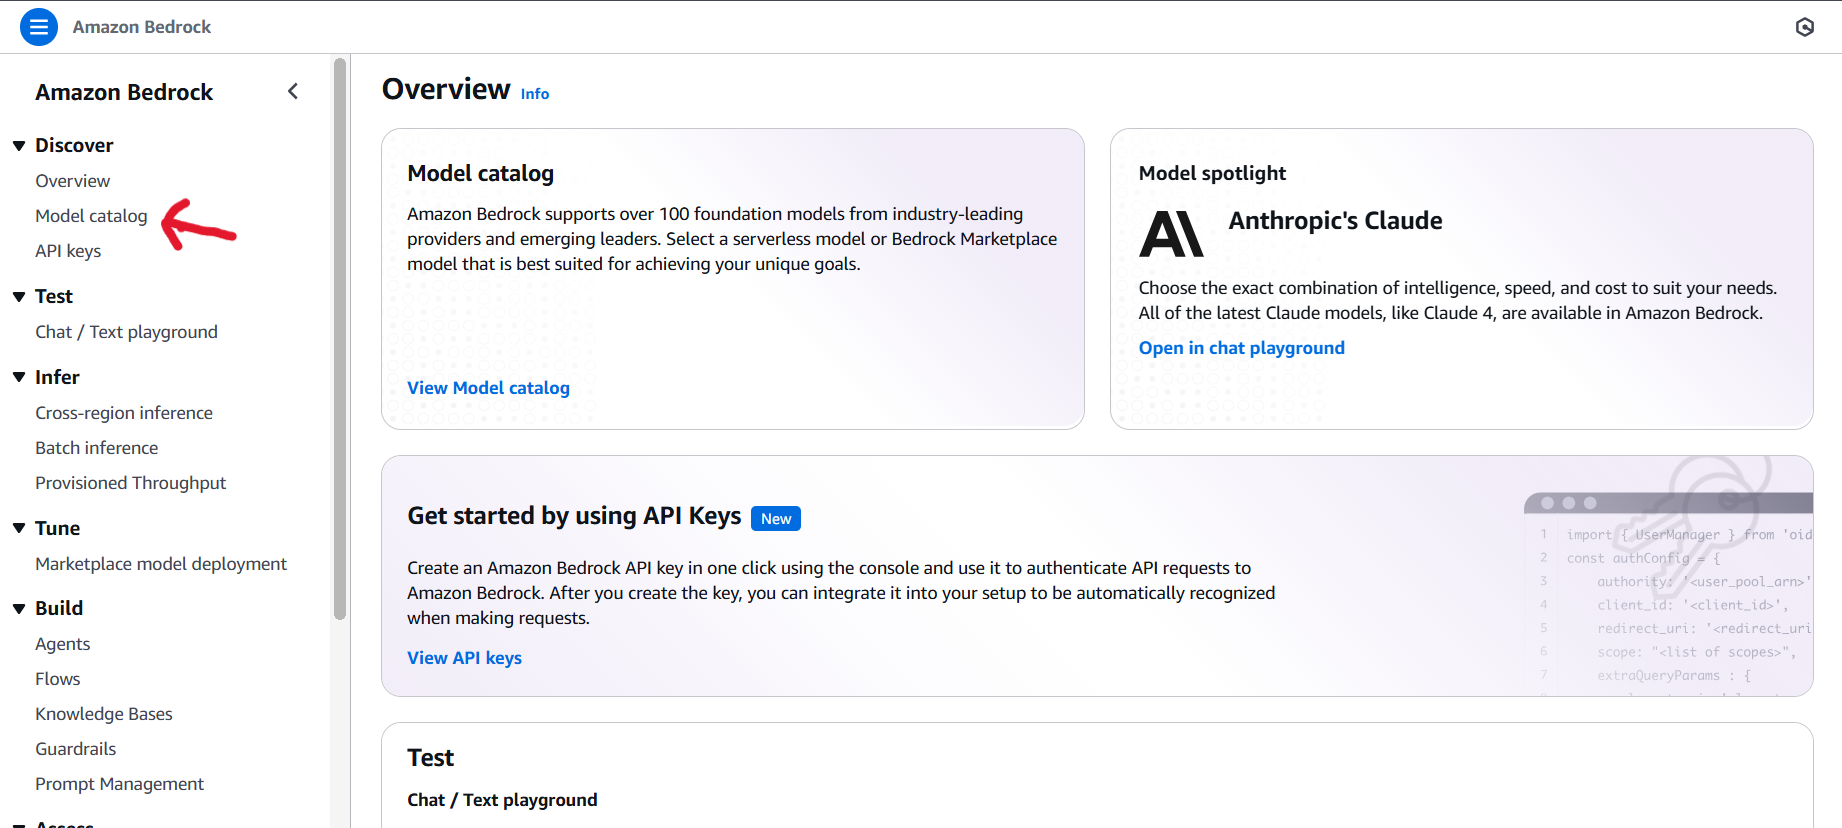 Amazon Bedrock
Amazon Bedrock
Discover
Overview
Model catalog
API keys
Test
Chat / Text playground
Infer
Cross-region inference
Batch inference
Provisioned Throughput
Tune
Marketplace model deployment
Build
Agents
Flows
Knowledge Bases
Guardrails
Prompt Management
Access
Overview Info
Model catalog
Amazon Bedrock supports over 100 foundation models from industry-leading
providers and emerging leaders. Select a serverless model or Bedrock Marketplace
model that is best suited for achieving your unique goals.
View Model catalog
Model spotlight
Anthropic's Claude
Choose the exact combination of intelligence, speed, and cost to suit your needs.
All of the latest Claude models, like Claude 4, are available in Amazon Bedrock.
Open in chat playground
Get started by using API Keys New
Create an Amazon Bedrock API key in one click using the console and use it to authenticate API requests to
Amazon Bedrock. After you create the key, you can integrate it into your setup to be automatically recognized
when making requests.
View API keys
1 import { UserManager } from 'oid
2 const authConfig = {
3 authority: '<user_pool_arn>'
4 client_id: '<client_id>',
5 redirect_uri: '<redirect_uri
6 scope: "<list of scopes>",
7 extraQueryParams : {
Test
Chat / Text playground